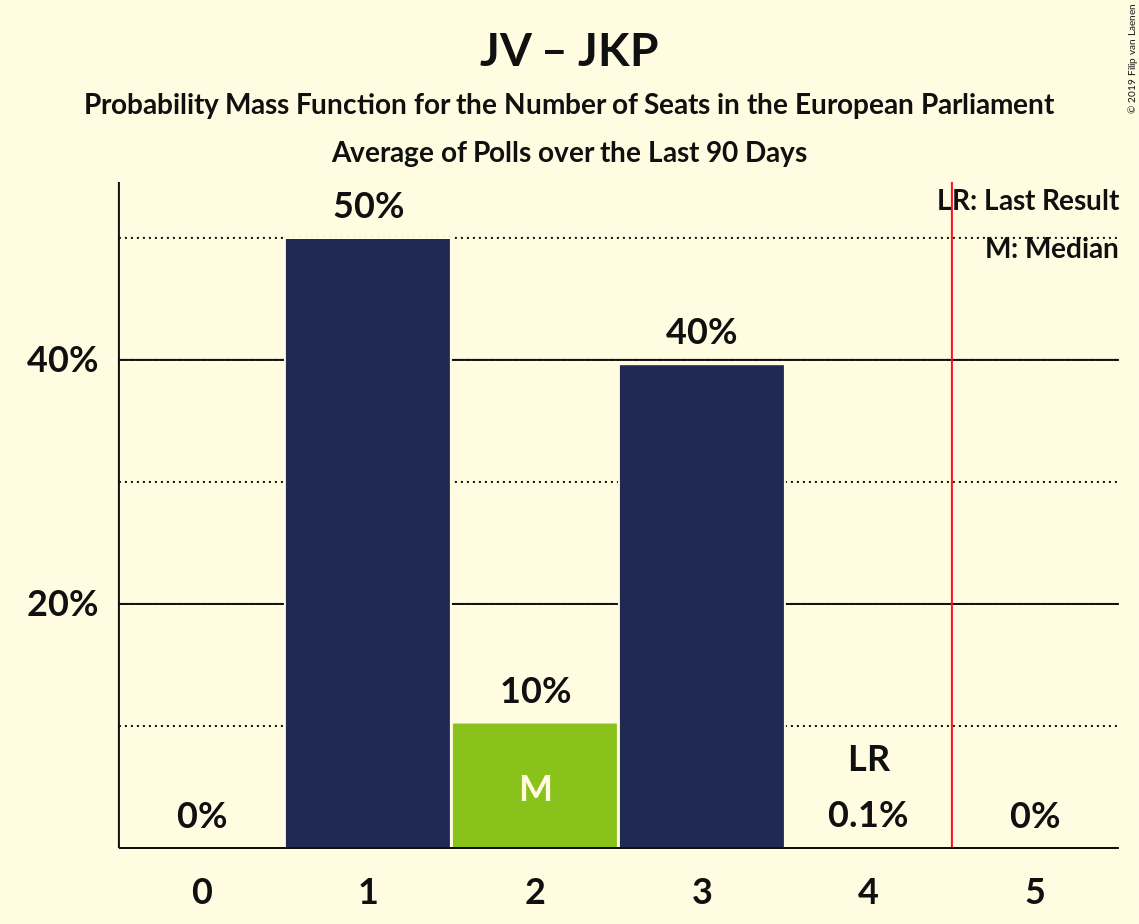 JV – JKP
Probability Mass Function for the Number of Seats in the European Parliament
Average of Polls over the Last 90 Days
© 2019 Filip van Laenen
LR: Last Result
M: Median
50%
40%
40%
20%
10%
M
LR
0%
0.1%
0%
0 1 2 3 4 5